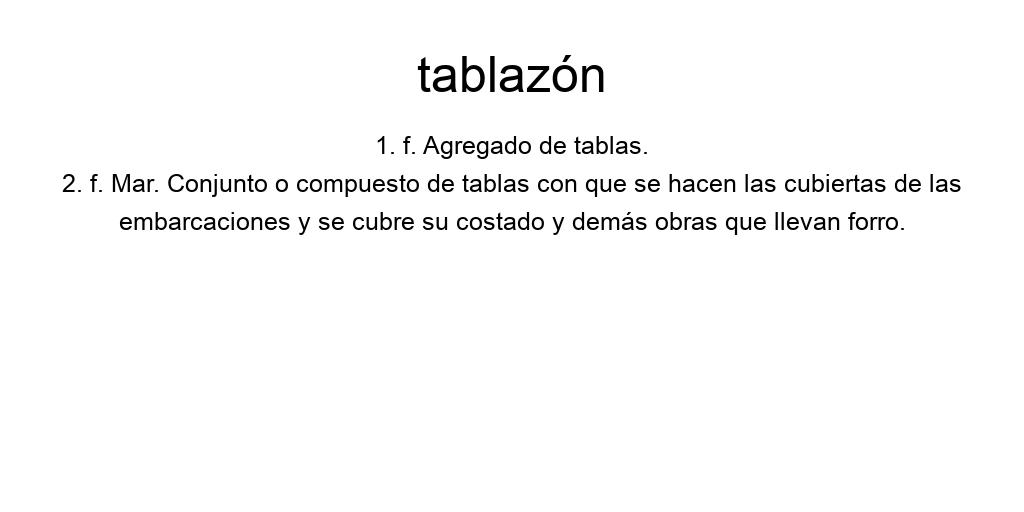 tablazón
1. f. Agregado de tablas.
2. f. Mar. Conjunto o compuesto de tablas con que se hacen las cubiertas de las
embarcaciones y se cubre su costado y demás obras que llevan forro.